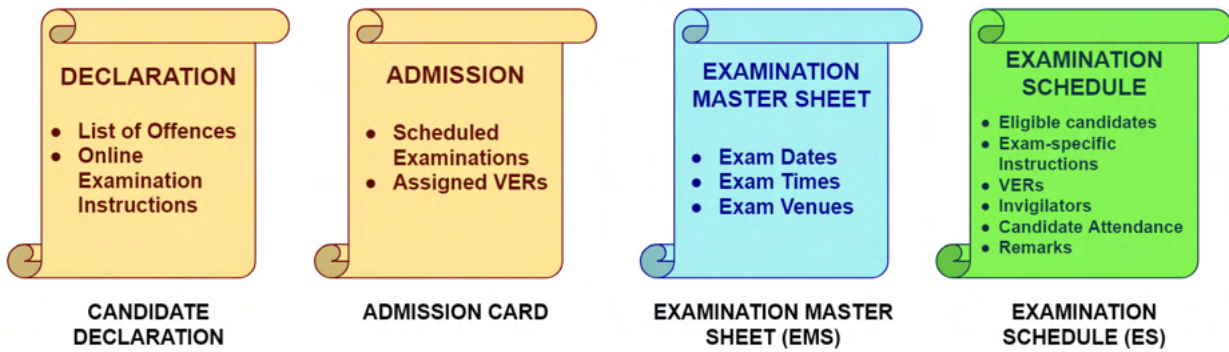 DECLARATION
● List of Offences
● Online
Examination
Instructions
CANDIDATE
DECLARATION
ADMISSION
● Scheduled
Examinations
● Assigned VERs
ADMISSION CARD
EXAMINATION
MASTER SHEET
● Exam Dates
● Exam Times
● Exam Venues
EXAMINATION MASTER
SHEET (EMS)
EXAMINATION
SCHEDULE
● Eligible candidates
● Exam-specific
Instructions
● VERs
● Invigilators
● Candidate Attendance
● Remarks
EXAMINATION
SCHEDULE (ES)